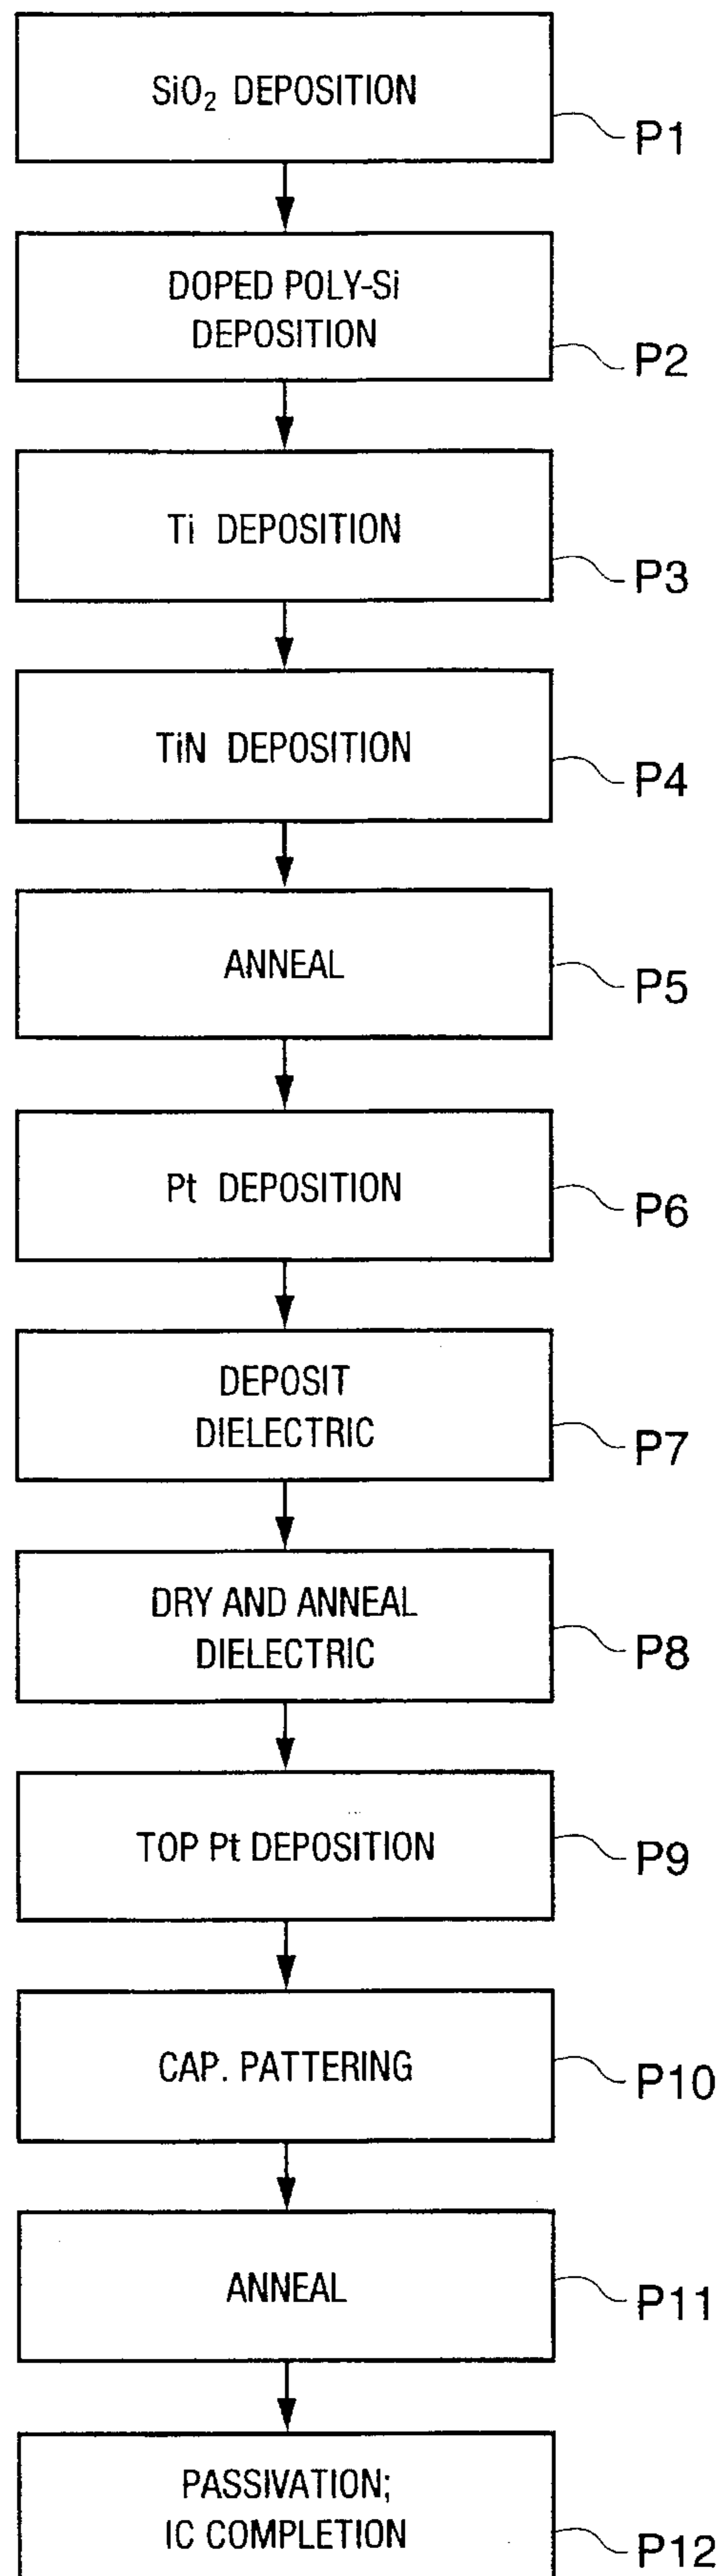 SiO₂ DEPOSITION
P1
DOPED POLY-Si
DEPOSITION
P2
Ti DEPOSITION
P3
TiN DEPOSITION
P4
ANNEAL
P5
Pt DEPOSITION
P6
DEPOSIT
DIELECTRIC
P7
DRY AND ANNEAL
DIELECTRIC
P8
TOP Pt DEPOSITION
P9
CAP. PATTERING
P10
ANNEAL
P11
PASSIVATION;
IC COMPLETION
P12